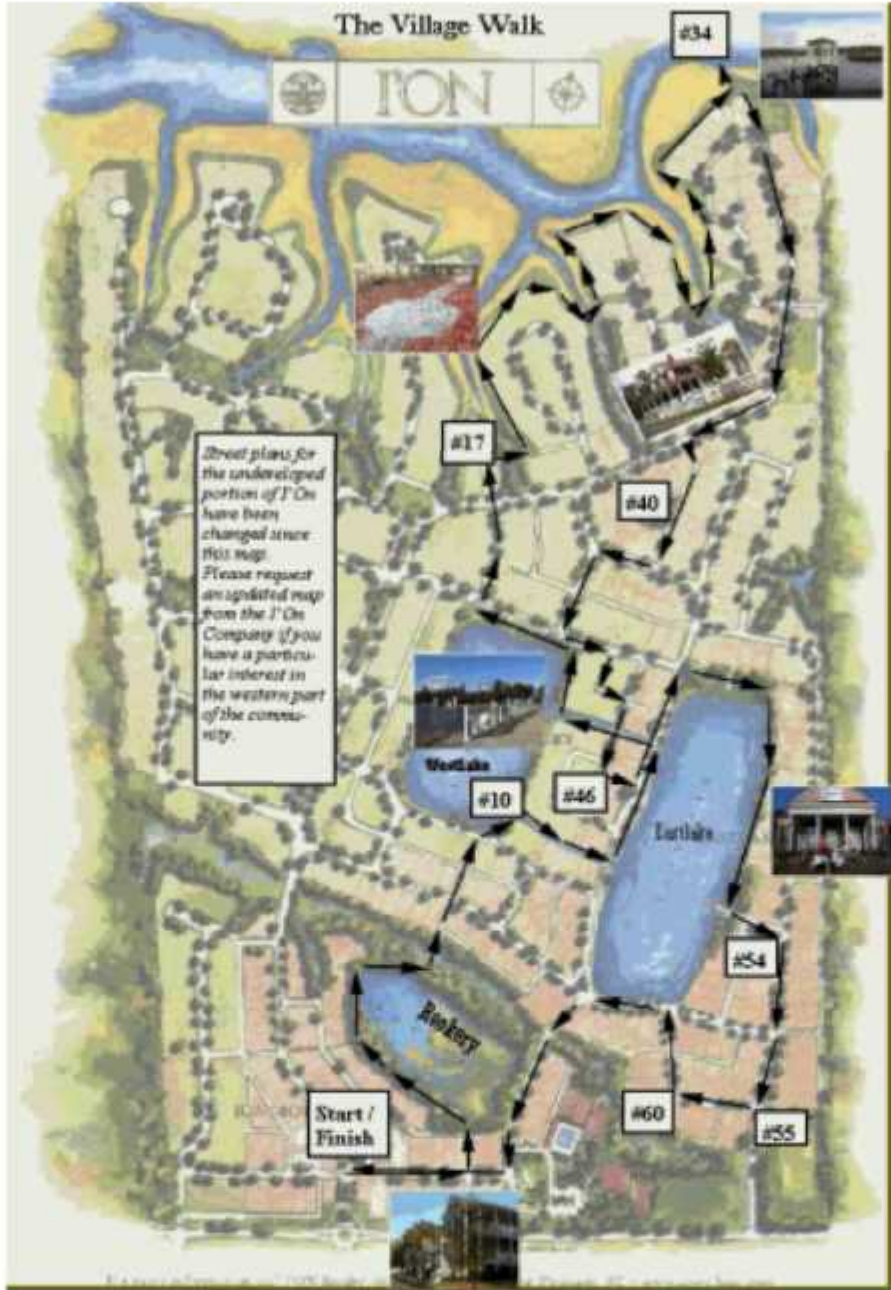 The Village Walk
#34
I'ON
#17
Street plans for
the undeveloped
portion of I'On
have been
changed since
this map.
Please request
an updated map
from the I'On
Company if you
have a particu-
lar interest in
the western part
of the commu-
nity.
#40
Westlake
#10
#46
Eastlake
#54
Rookery
Start /
Finish
#60
#55